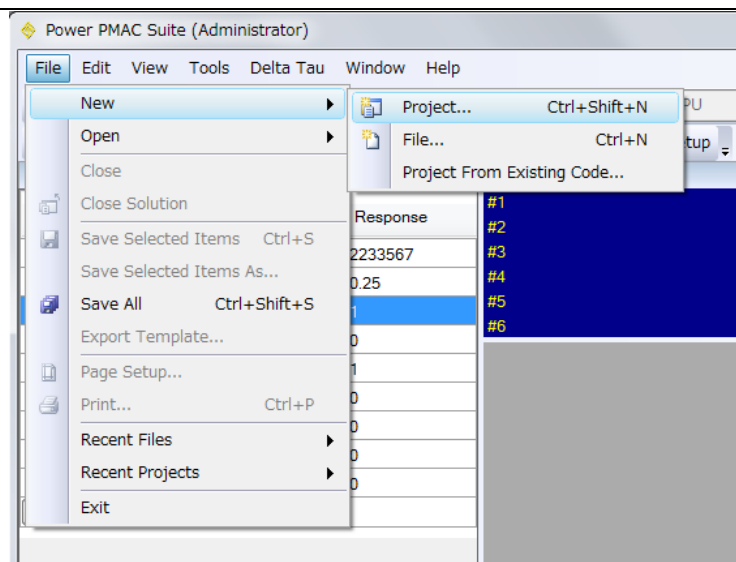 Power PMAC Suite (Administrator)
File Edit View Tools Delta Tau Window Help
New
Open
Close
Close Solution
Save Selected Items Ctrl+S
Save Selected Items As...
Save All Ctrl+Shift+S
Export Template...
Page Setup...
Print... Ctrl+P
Recent Files
Recent Projects
Exit
Project... Ctrl+Shift+N
File... Ctrl+N
Project From Existing Code...
PU
tup
Response
2233567
0.25
1
0
1
0
0
0
0
#1
#2
#3
#4
#5
#6